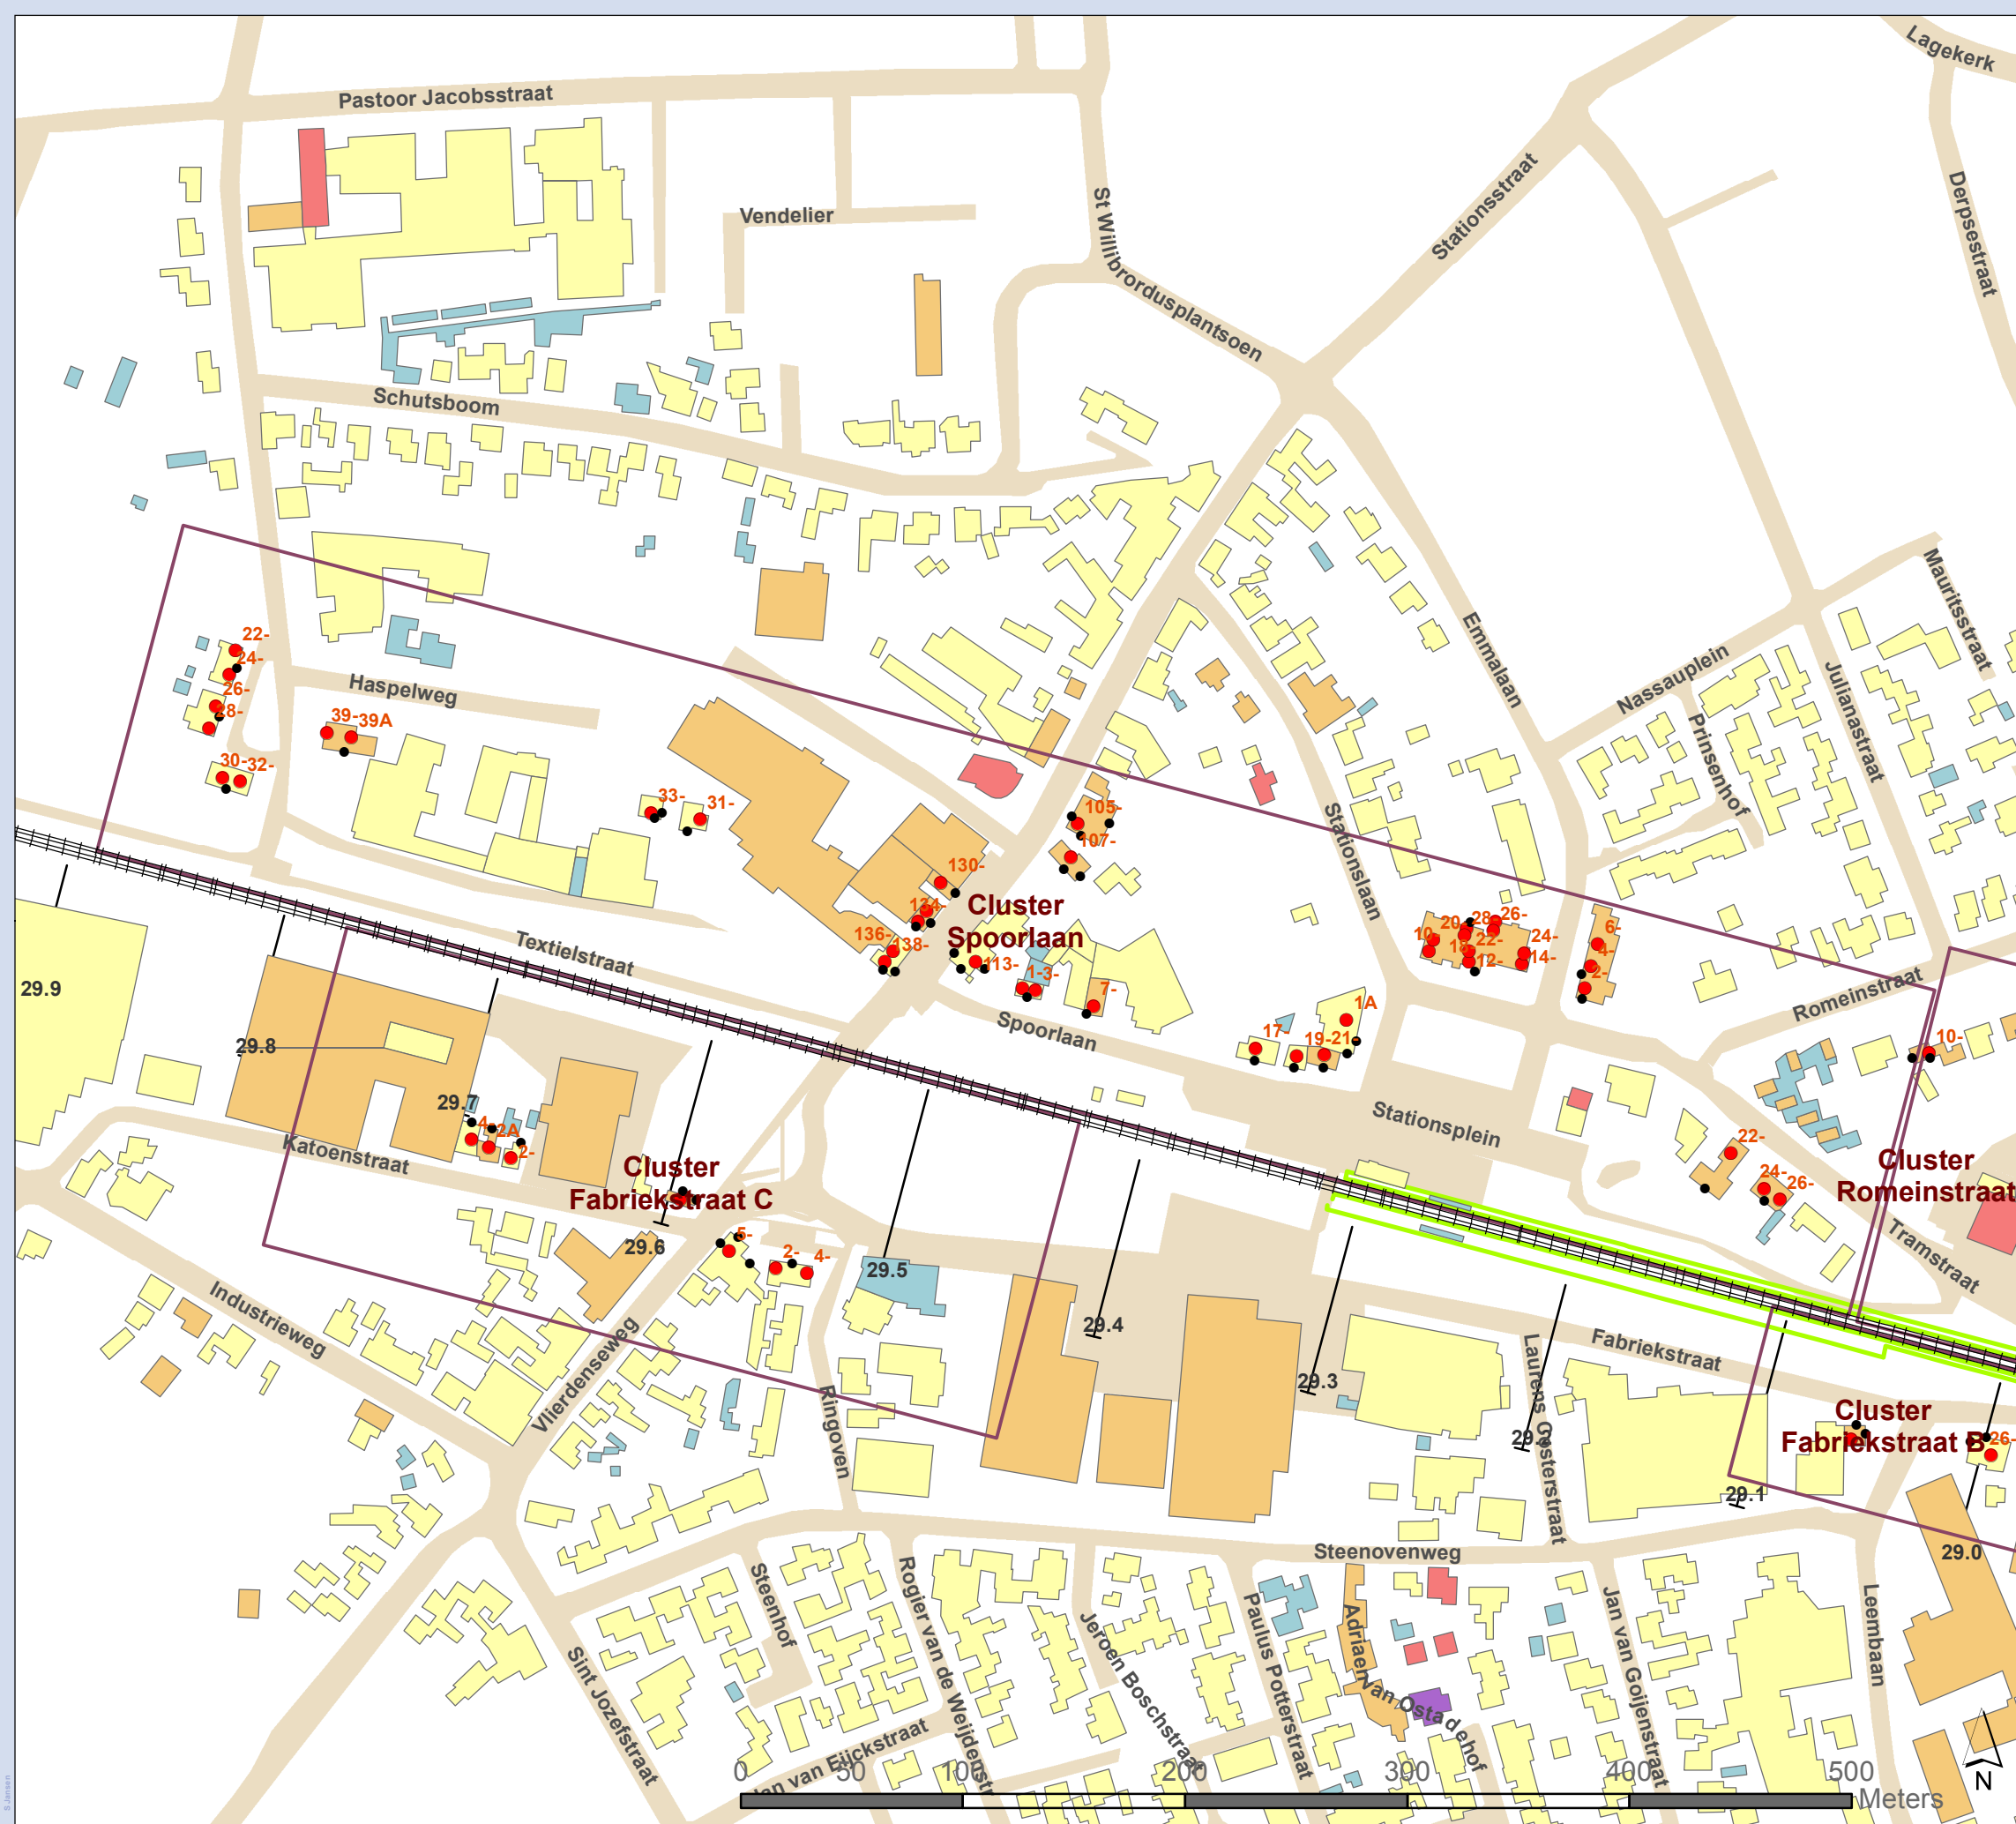 Lagekerk
Pastoor Jacobsstraat
Vendelier
St Willibrordusplantsoen
Stationsstraat
Derpsestraat
Schutsboom
Mauritsstraat
Emmalaan
Nassauplein
Julianastraat
Prinsenhof
22-
24-
26-
28-
30-
32-
Haspelweg
39-
39A
33-
31-
105-
107-
Stationslaan
130-
134-
136-
138-
Cluster
Spoorlaan
113-
1-3-
7-
10-
20-
28-
26-
18-
22-
12-
24-
14-
6-
4-
2-
Textielstraat
Spoorlaan
17-
19-
21-
1A
Romeinstraat
10-
29.9
29.8
29.7
4-
2A
2-
Katoenstraat
Stationsplein
Cluster
Fabriekstraat C
22-
24-
26-
Cluster
Romeinstraat
Tramstraat
29.6
5-
2-
4-
29.5
29.4
29.3
29.2
29.1
29.0
Industrieweg
Vlierdenseweg
Ringoven
Fabriekstraat
Laurens Costerstraat
Cluster
Fabriekstraat B
26-
Steenovenweg
Steenhof
Sint Jozefstraat
Rogier van de Weijdenstr
Jeroen Boschstraat
Paulus Potterstraat
Adriaen van Ostadehof
Jan van Goijenstraat
Leembaan
Jan van Eijckstraat
0 50 100 200 300 400 500
Meters
N
S Jansen